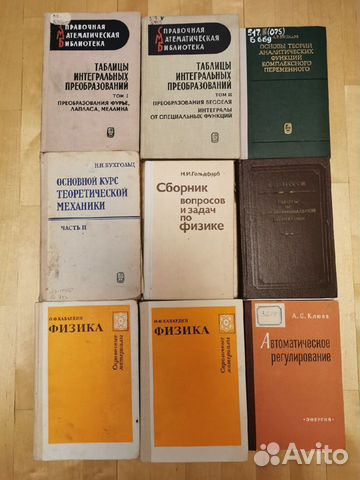 СПРАВОЧНАЯ
МАТЕМАТИЧЕСКАЯ
БИБЛИОТЕКА
ТАБЛИЦЫ
ИНТЕГРАЛЬНЫХ
ПРЕОБРАЗОВАНИЙ
ТОМ I
ПРЕОБРАЗОВАНИЯ ФУРЬЕ,
ЛАПЛАСА, МЕЛЛИНА
СПРАВОЧНАЯ
МАТЕМАТИЧЕСКАЯ
БИБЛИОТЕКА
ТАБЛИЦЫ
ИНТЕГРАЛЬНЫХ
ПРЕОБРАЗОВАНИЙ
ТОМ II
ПРЕОБРАЗОВАНИЯ БЕССЕЛЯ
ИНТЕГРАЛЫ
ОТ СПЕЦИАЛЬНЫХ ФУНКЦИЙ
ОСНОВЫ ТЕОРИИ
АНАЛИТИЧЕСКИХ
ФУНКЦИЙ
КОМПЛЕКСНОГО
ПЕРЕМЕННОГО
Н.Н.БУХГОЛЬЦ
ОСНОВНОЙ КУРС
ТЕОРЕТИЧЕСКОЙ
МЕХАНИКИ
ЧАСТЬ II
Н.И.Гольдфарб
Сборник
вопросов
и задач
по
физике
О.Ф.КАБАРДИН
ФИЗИКА
Справочные материалы
О.Ф.КАБАРДИН
ФИЗИКА
Справочные материалы
А.С.Клюев
Автоматическое
регулирование
·ЭНЕРГИЯ·
Avito